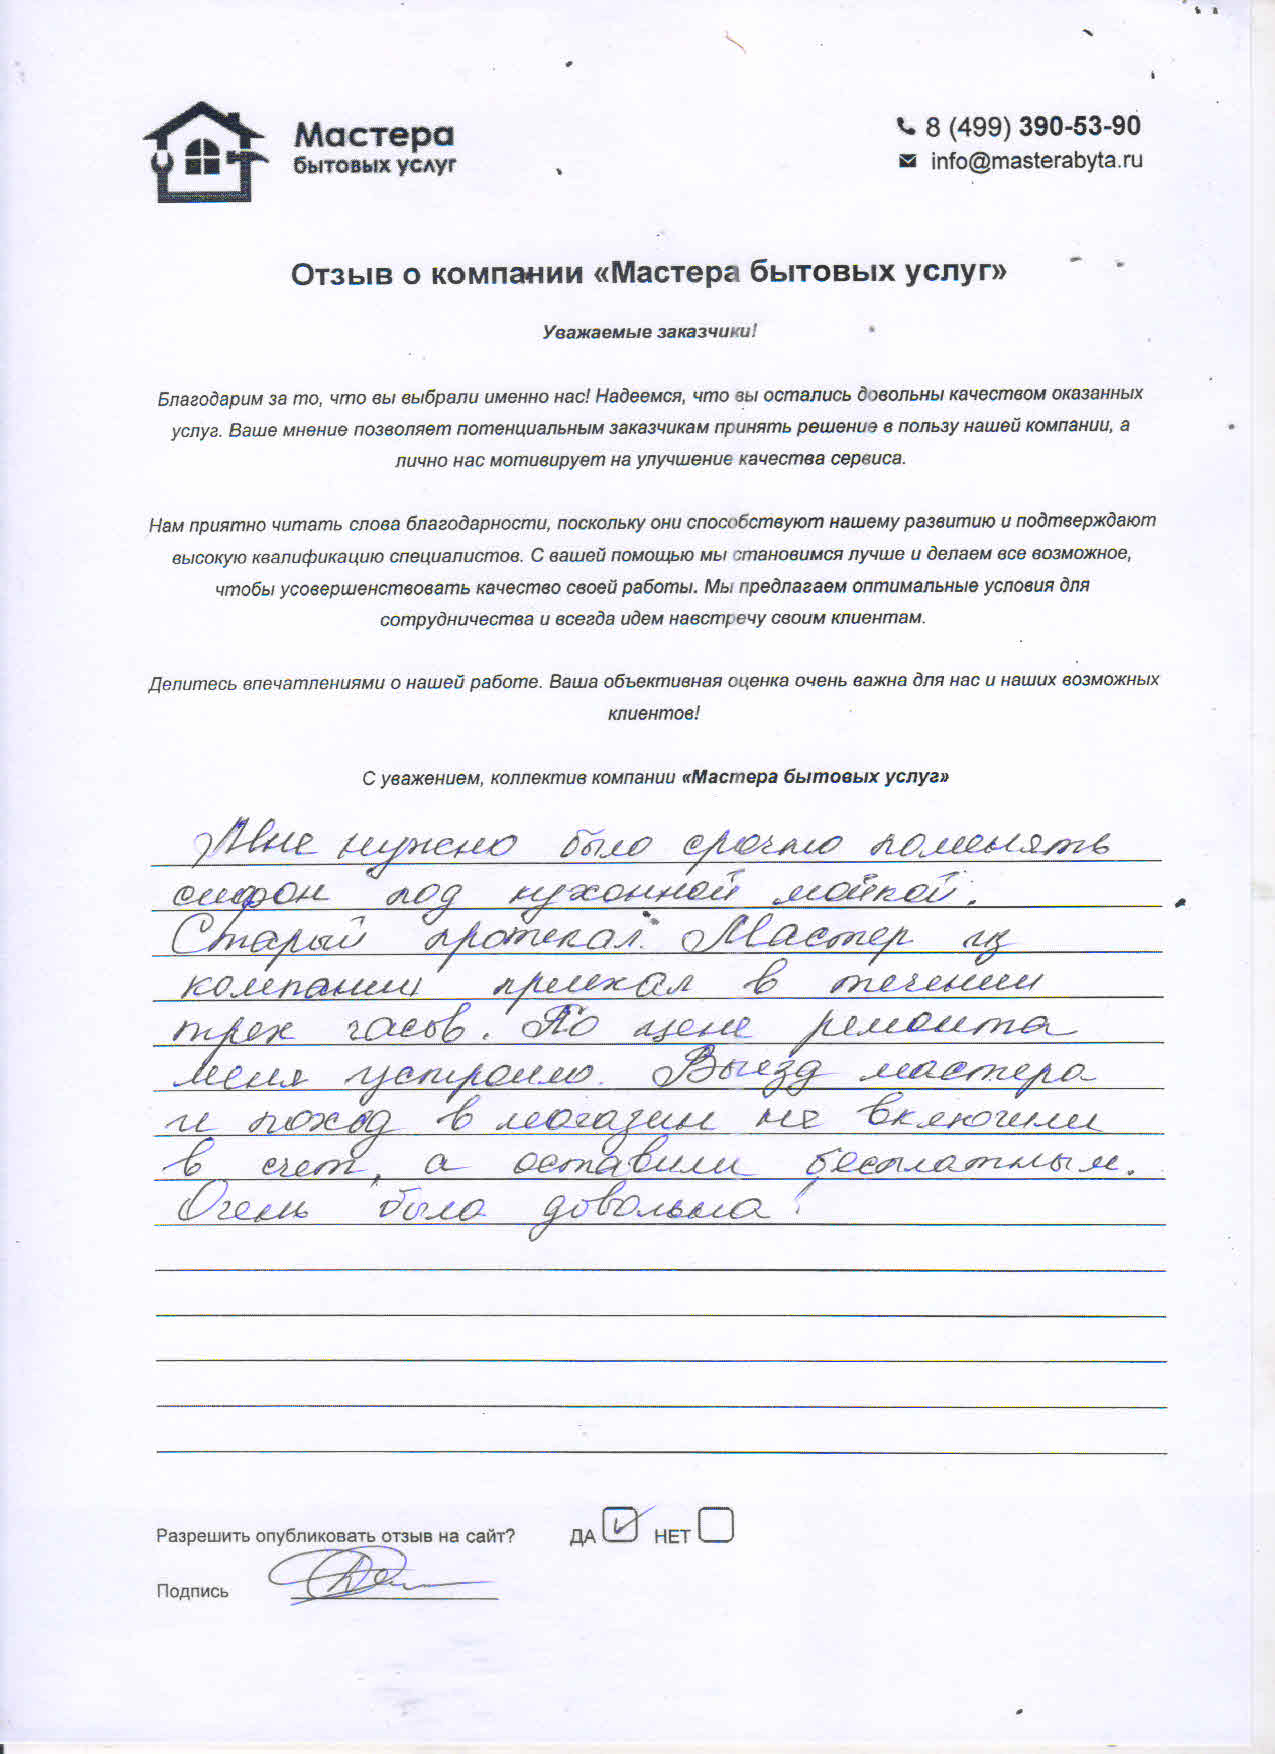 Мастера
бытовых услуг
8 (499) 390-53-90
info@masterabyta.ru
Отзыв о компании «Мастера бытовых услуг»
Уважаемые заказчики!
Благодарим за то, что вы выбрали именно нас! Надеемся, что вы остались довольны качеством оказанных
услуг. Ваше мнение позволяет потенциальным заказчикам принять решение в пользу нашей компании, а
лично нас мотивирует на улучшение качества сервиса.
Нам приятно читать слова благодарности, поскольку они способствуют нашему развитию и подтверждают
высокую квалификацию специалистов. С вашей помощью мы становимся лучше и делаем все возможное,
чтобы усовершенствовать качество своей работы. Мы предлагаем оптимальные условия для
сотрудничества и всегда идем навстречу своим клиентам.
Делитесь впечатлениями о нашей работе. Ваша объективная оценка очень важна для нас и наших возможных
клиентов!
С уважением, коллектив компании «Мастера бытовых услуг»
Мне нужно было срочно поменять
сифон под кухонной мойкой.
Старый протекал. Мастер из
компании приехал в течении
трех часов. По цене ремонта
меня устроило. Выезд мастера
и поход в магазин не включили
в счет, а оставили бесплатным.
Очень была довольна!
Разрешить опубликовать отзыв на сайт? ДА НЕТ
Подпись